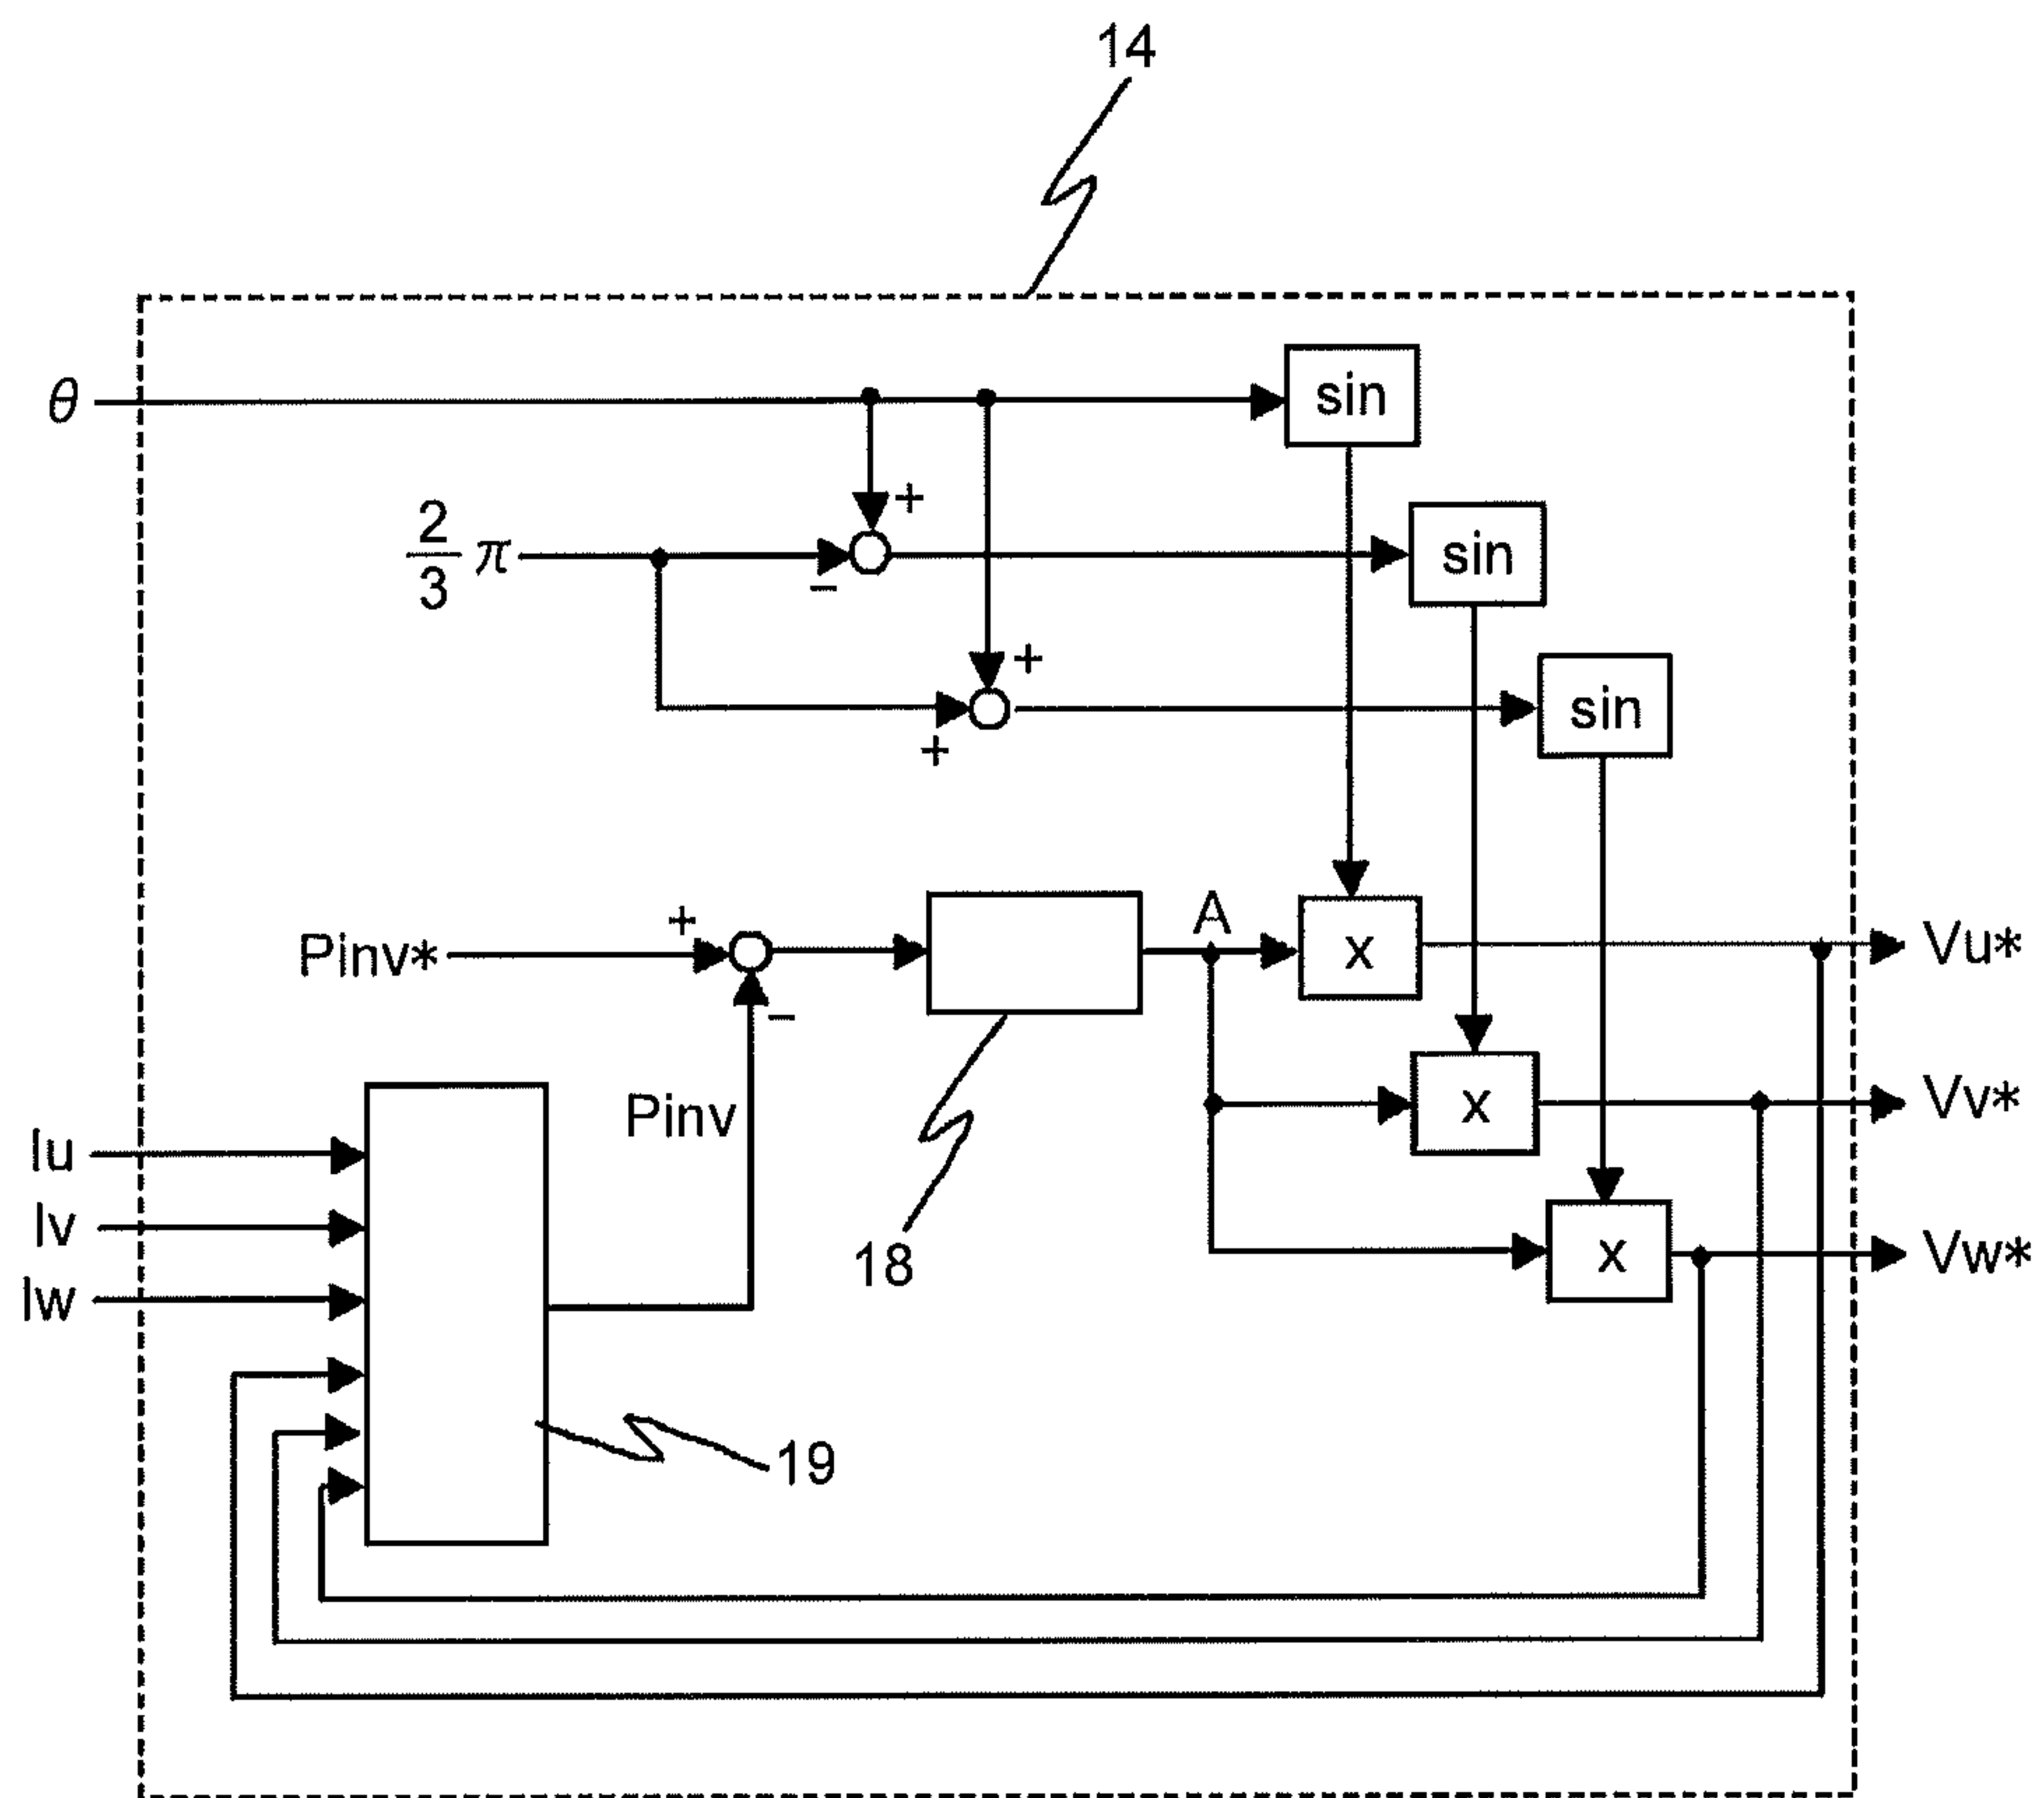 14
θ
sin
+
2
3
π
−
sin
+
+
sin
Pinv*
+
−
A
x
Vu*
Pinv
x
Vv*
Iu
Iv
Iw
18
x
Vw*
19